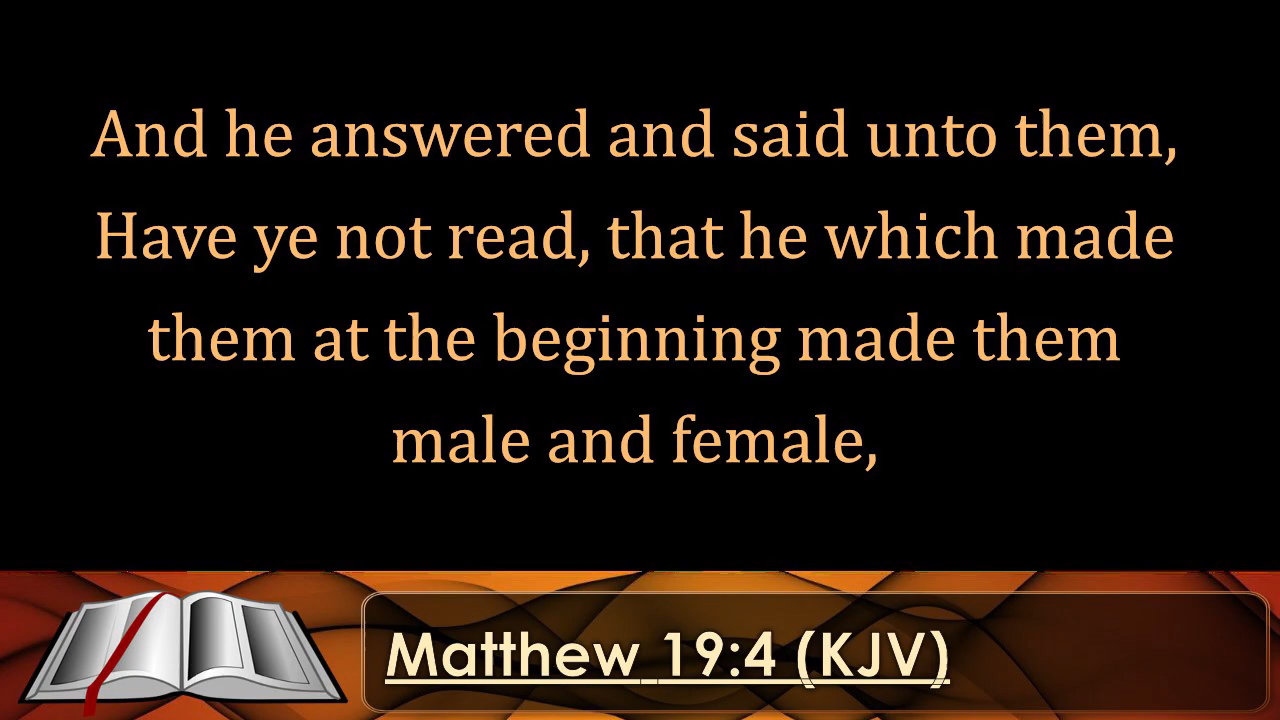 And he answered and said unto them,
Have ye not read, that he which made
them at the beginning made them
male and female,
Matthew 19:4 (KJV)